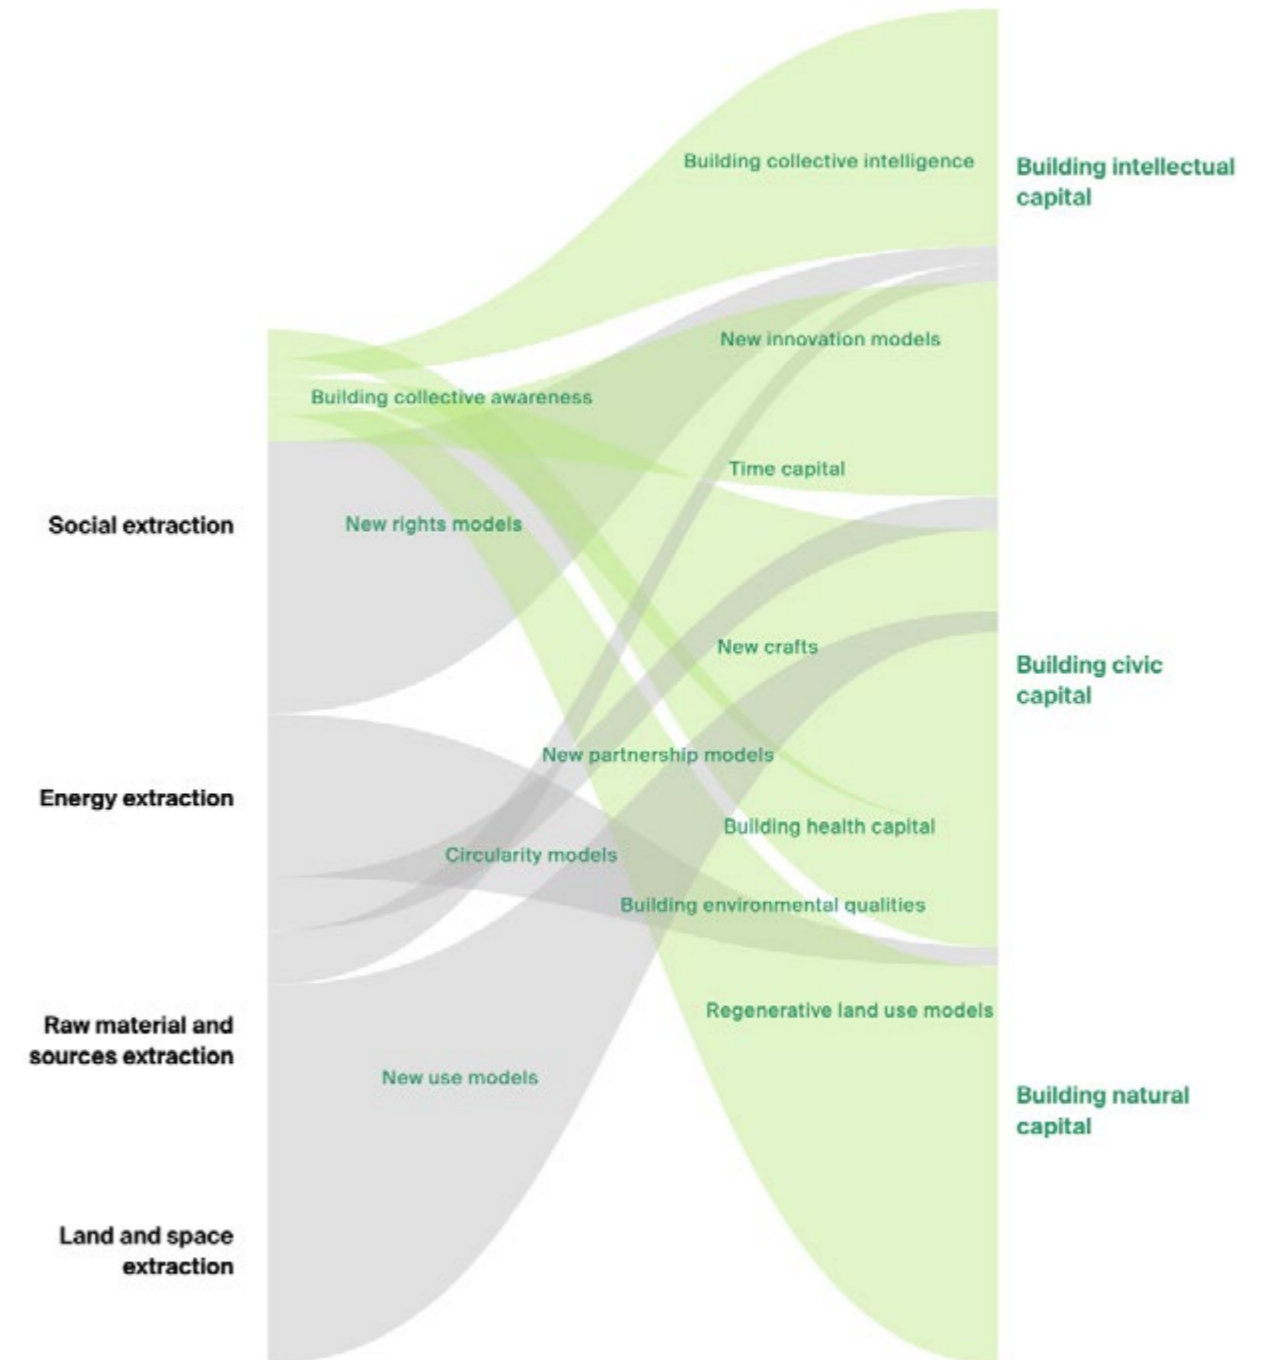 Building collective intelligence
Building intellectual
capital
New innovation models
Building collective awareness
Time capital
Social extraction
New rights models
New crafts
Building civic
capital
New partnership models
Energy extraction
Building health capital
Circularity models
Building environmental qualities
Regenerative land use models
Raw material and
sources extraction
New use models
Building natural
capital
Land and space
extraction